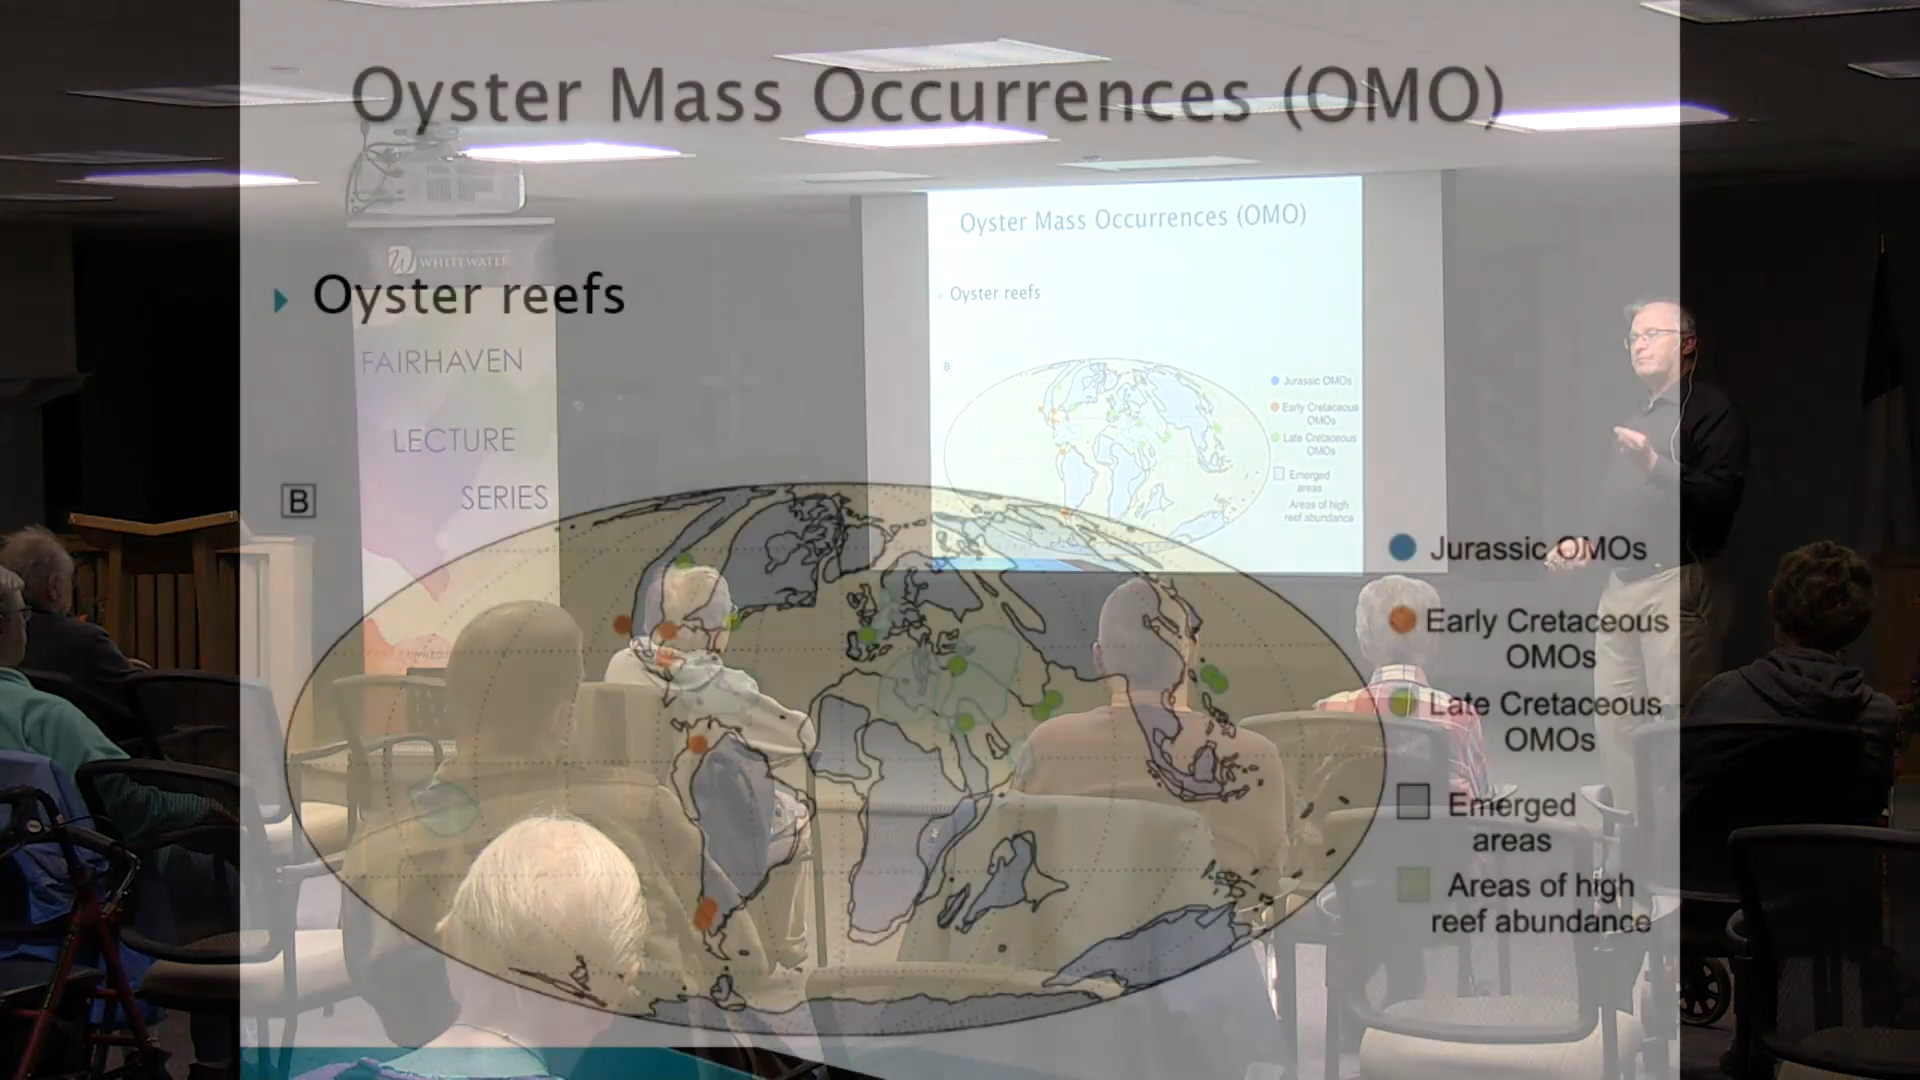 Oyster Mass Occurrences (OMO)
Oyster reefs
B
Jurassic OMOs
Early Cretaceous
OMOs
Late Cretaceous
OMOs
Emerged
areas
Areas of high
reef abundance
WHITEWATER
FAIRHAVEN
LECTURE
SERIES
Oyster Mass Occurrences (OMO)
Oyster reefs
B
Jurassic OMOs
Early Cretaceous
OMOs
Late Cretaceous
OMOs
Emerged
areas
Areas of high
reef abundance